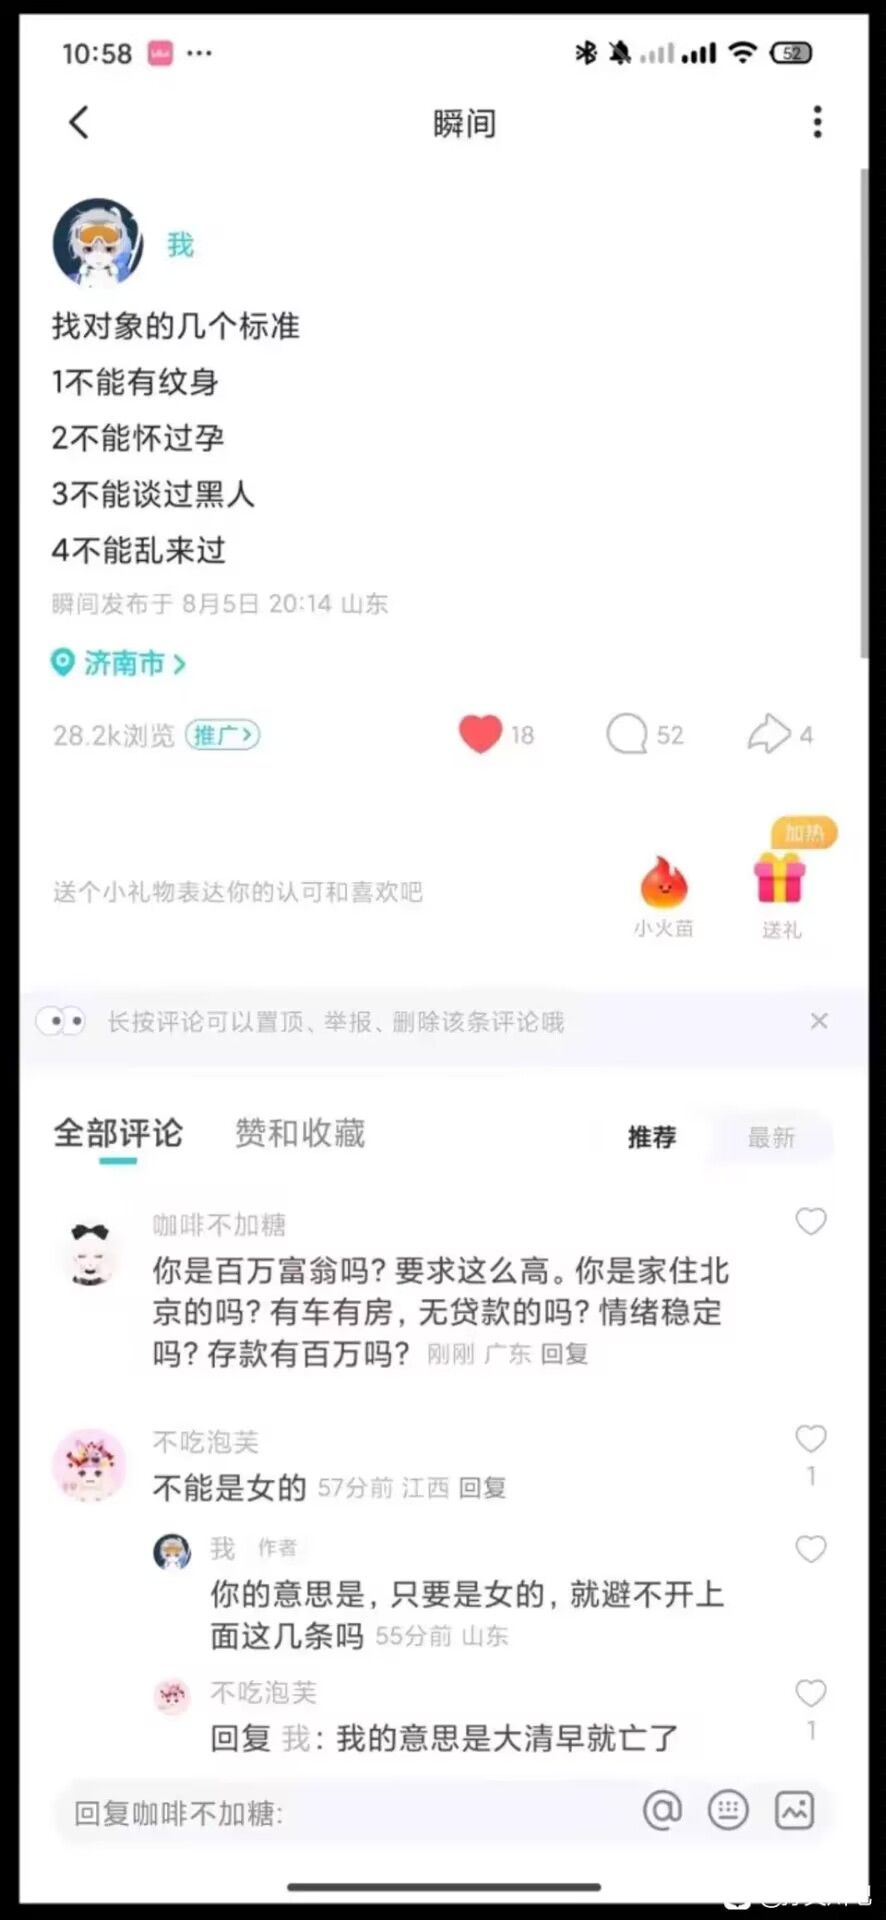 10:58
52
瞬间
我
找对象的几个标准
1不能有纹身
2不能怀过孕
3不能谈过黑人
4不能乱来过
瞬间发布于 8月5日 20:14 山东
济南市
28.2k浏览 推广 18 52 4
加热
送个小礼物表达你的认可和喜欢吧
小火苗 送礼
长按评论可以置顶、举报、删除该条评论哦
全部评论 赞和收藏 推荐 最新
咖啡不加糖
你是百万富翁吗？要求这么高。你是家住北
京的吗？有车有房，无贷款的吗？情绪稳定
吗？存款有百万吗？ 刚刚 广东 回复
不吃泡芙
不能是女的 57分前 江西 回复
1
我 作者
你的意思是，只要是女的，就避不开上
面这几条吗 55分前 山东
不吃泡芙
回复 我：我的意思是大清早就亡了
1
回复咖啡不加糖: